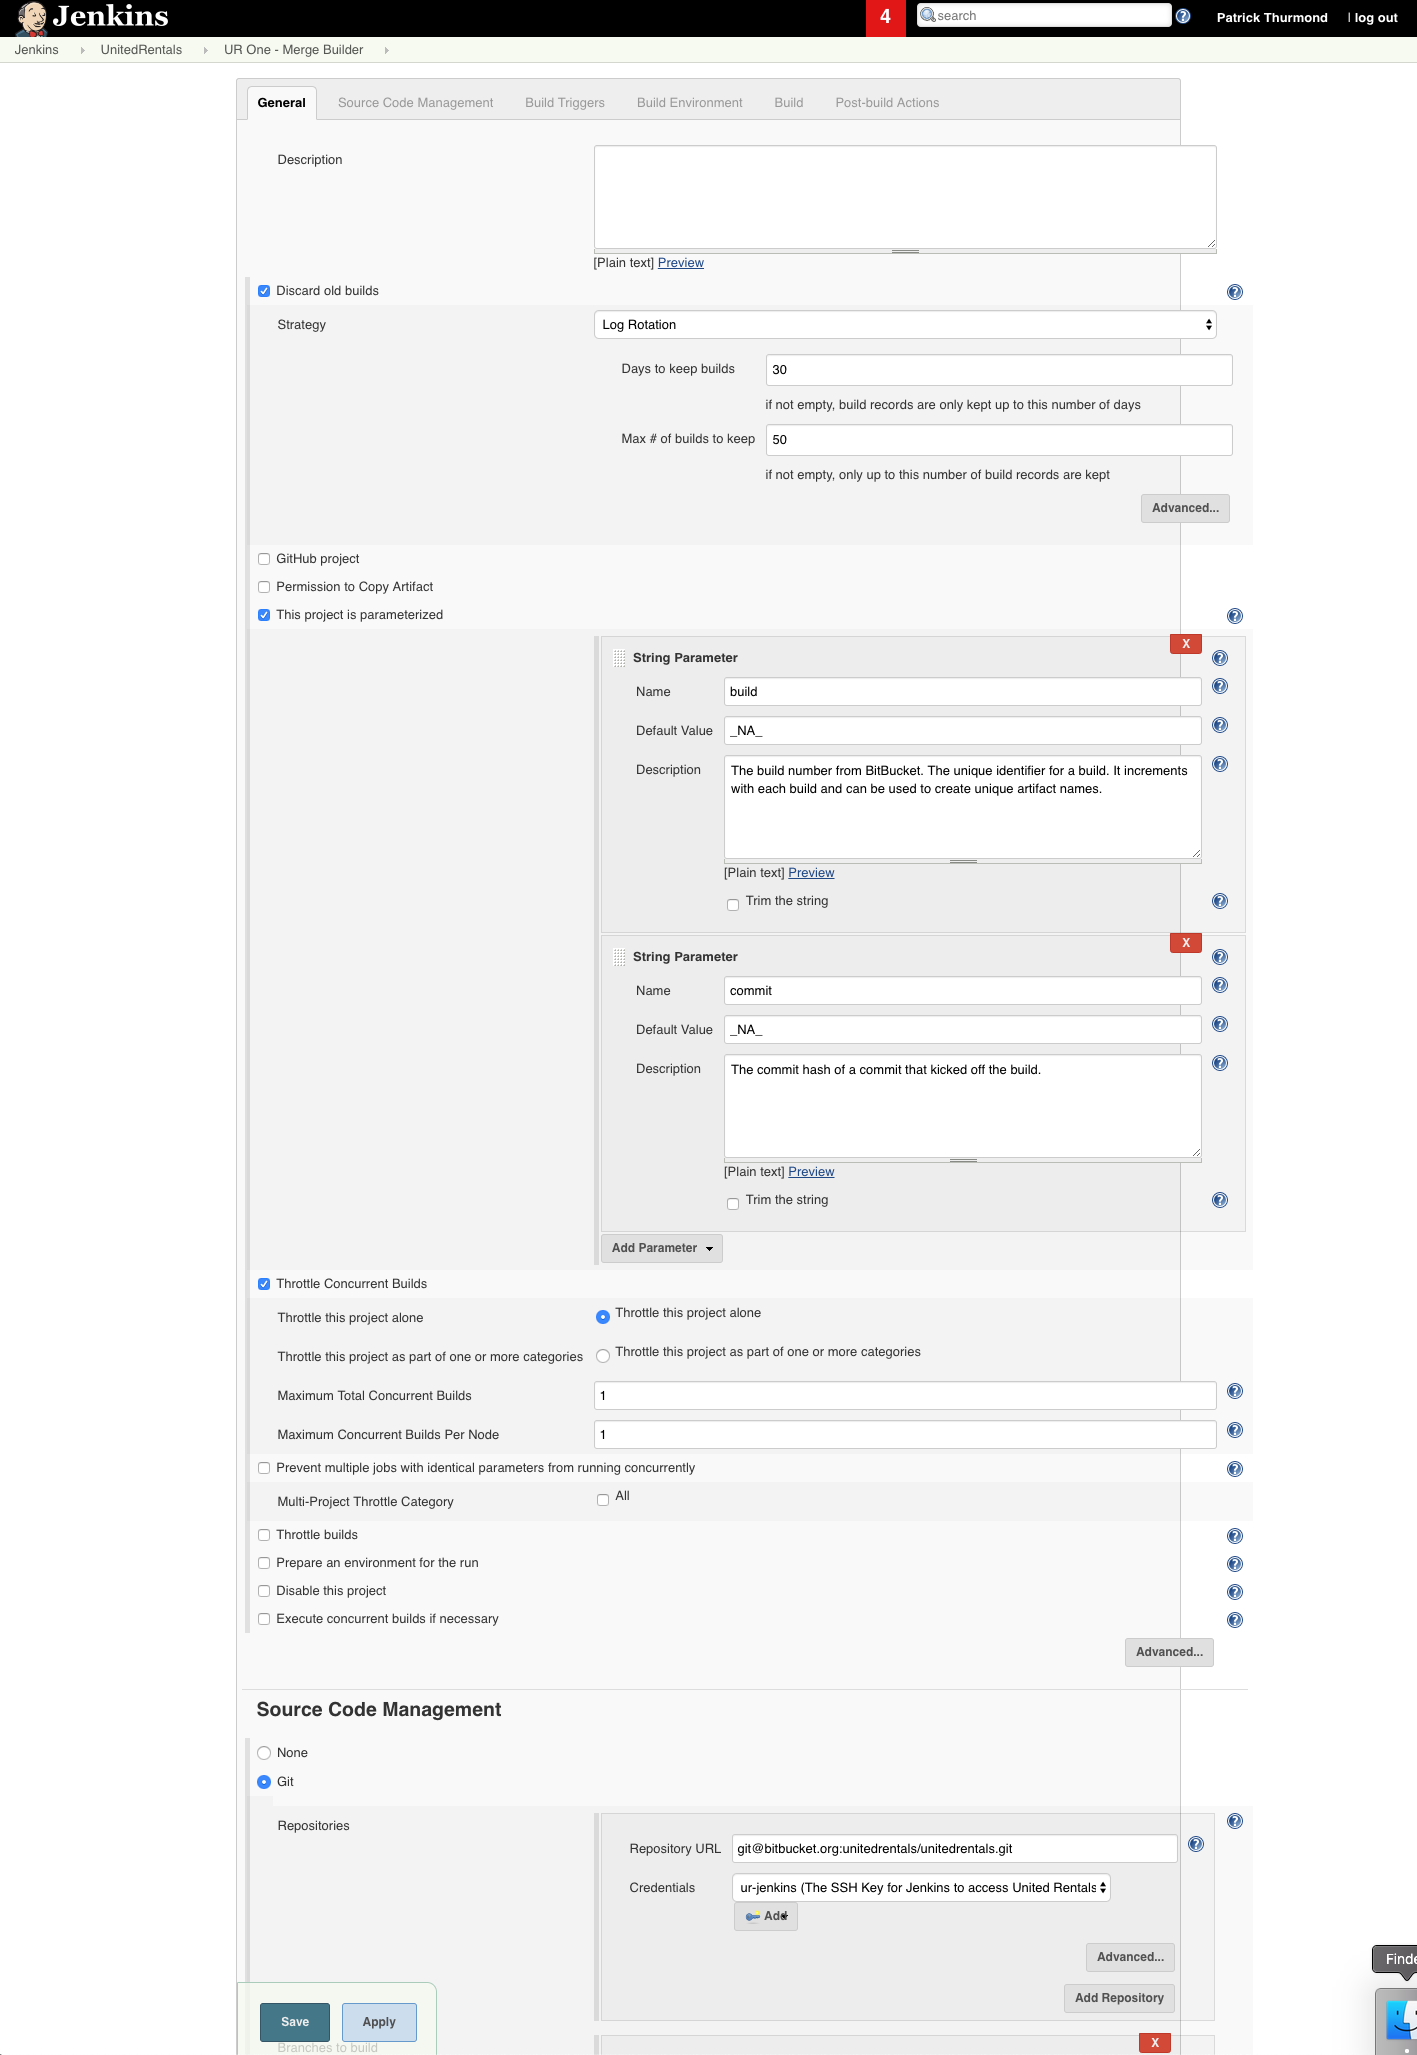 Jenkins
4
search
Patrick Thurmond
| log out
Jenkins
UnitedRentals
UR One - Merge Builder
General
Source Code Management
Build Triggers
Build Environment
Build
Post-build Actions
Description
[Plain text] Preview
Discard old builds
Strategy
Log Rotation
Days to keep builds
30
if not empty, build records are only kept up to this number of days
Max # of builds to keep
50
if not empty, only up to this number of build records are kept
Advanced...
GitHub project
Permission to Copy Artifact
This project is parameterized
X
String Parameter
Name
build
Default Value
_NA_
Description
The build number from BitBucket. The unique identifier for a build. It increments
with each build and can be used to create unique artifact names.
[Plain text] Preview
Trim the string
X
String Parameter
Name
commit
Default Value
_NA_
Description
The commit hash of a commit that kicked off the build.
[Plain text] Preview
Trim the string
Add Parameter
Throttle Concurrent Builds
Throttle this project alone
Throttle this project alone
Throttle this project as part of one or more categories
Throttle this project as part of one or more categories
Maximum Total Concurrent Builds
1
Maximum Concurrent Builds Per Node
1
Prevent multiple jobs with identical parameters from running concurrently
Multi-Project Throttle Category
All
Throttle builds
Prepare an environment for the run
Disable this project
Execute concurrent builds if necessary
Advanced...
Source Code Management
None
Git
Repositories
Repository URL
git@bitbucket.org:unitedrentals/unitedrentals.git
Credentials
ur-jenkins (The SSH Key for Jenkins to access United Rentals
Add
Advanced...
Finde
Add Repository
Save
Apply
Branches to build
X